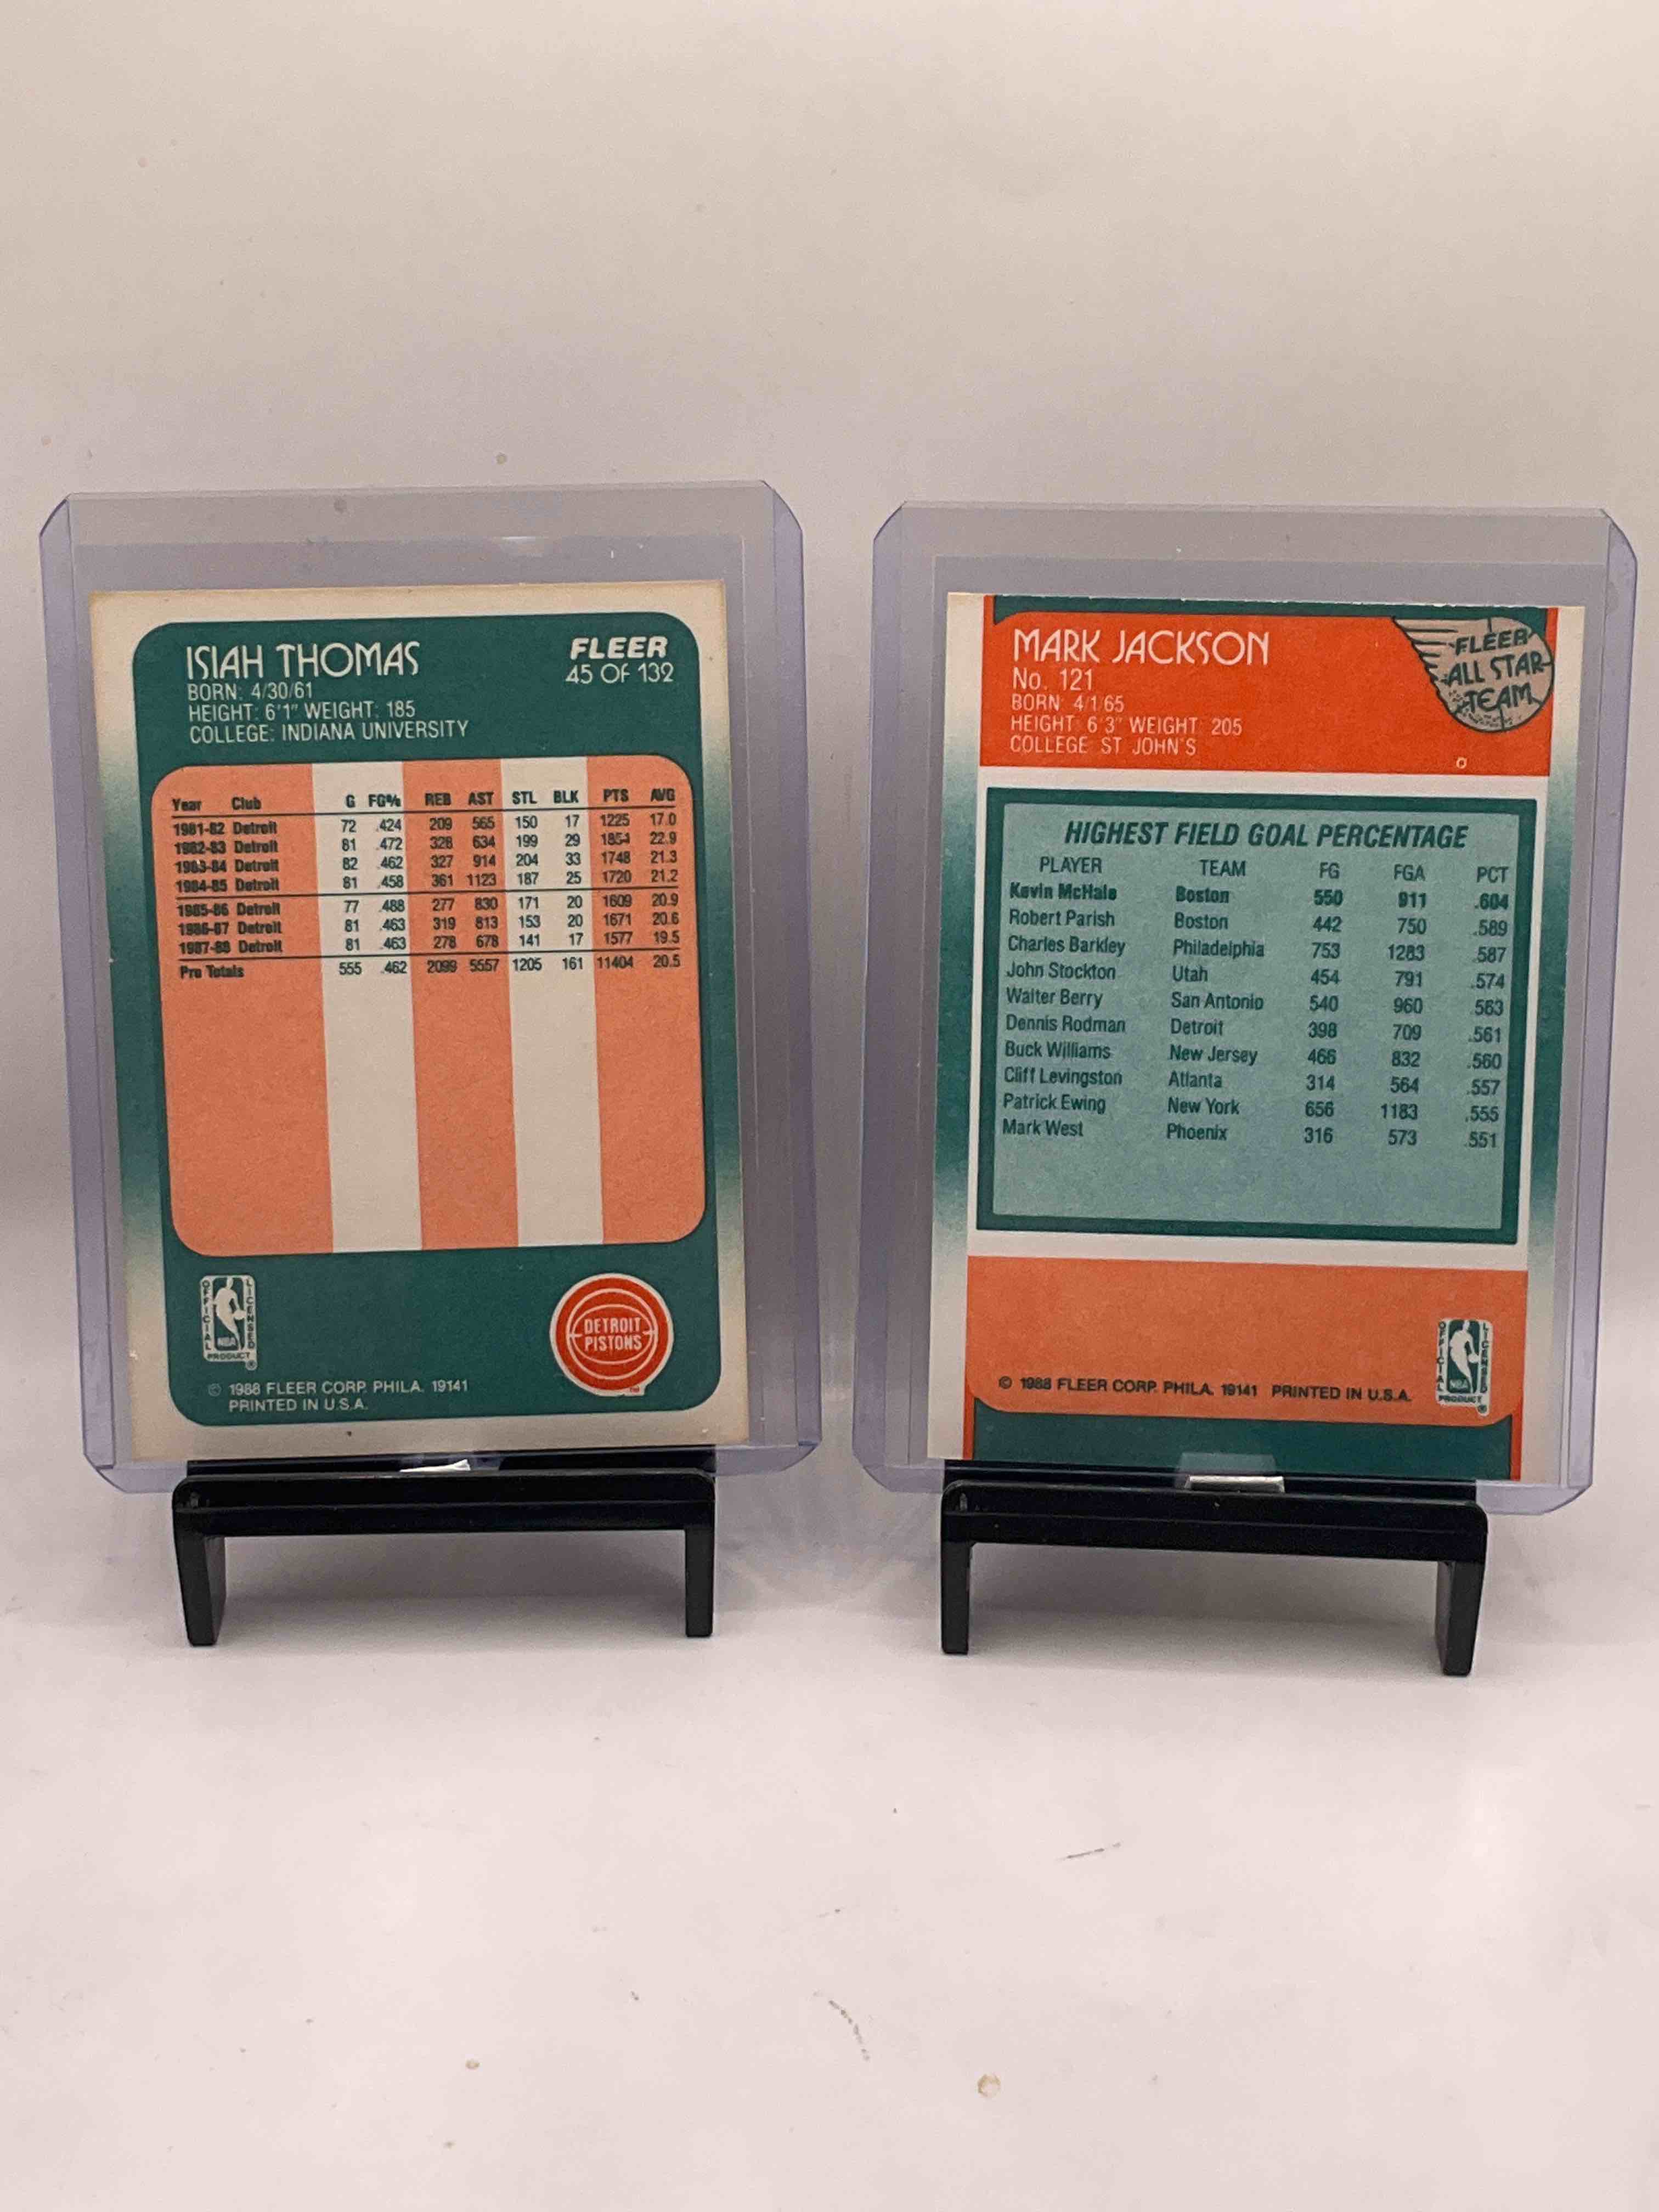 ISIAH THOMAS
BORN: 4/30/61
HEIGHT: 6'1" WEIGHT: 185
COLLEGE: INDIANA UNIVERSITY
FLEER
45 OF 132
Year Club G FG% REB AST STL BLK PTS AVG
1981-82 Detroit 72 .424 209 565 150 17 1225 17.0
1982-83 Detroit 81 .472 328 634 199 29 1854 22.9
1983-84 Detroit 82 .462 327 914 204 33 1748 21.3
1984-85 Detroit 81 .458 361 1123 187 25 1720 21.2
1985-86 Detroit 77 .488 277 830 171 20 1609 20.9
1986-87 Detroit 81 .463 319 813 153 20 1671 20.6
1987-88 Detroit 81 .463 278 678 141 17 1577 19.5
Pro Totals 555 .462 2099 5557 1205 161 11404 20.5
OFFICIAL LICENSED
NBA
PRODUCT ®
DETROIT
PISTONS
TM
© 1988 FLEER CORP. PHILA. 19141
PRINTED IN U.S.A.
MARK JACKSON
No. 121
BORN: 4/1/65
HEIGHT: 6'3" WEIGHT: 205
COLLEGE: ST. JOHN'S
FLEER
ALL STAR
TEAM
HIGHEST FIELD GOAL PERCENTAGE
PLAYER TEAM FG FGA PCT
Kevin McHale Boston 550 911 .604
Robert Parish Boston 442 750 .589
Charles Barkley Philadelphia 753 1283 .587
John Stockton Utah 454 791 .574
Walter Berry San Antonio 540 960 .563
Dennis Rodman Detroit 398 709 .561
Buck Williams New Jersey 466 832 .560
Cliff Levingston Atlanta 314 564 .557
Patrick Ewing New York 656 1183 .555
Mark West Phoenix 316 573 .551
© 1988 FLEER CORP. PHILA. 19141 PRINTED IN U.S.A.
OFFICIAL LICENSED
NBA
PRODUCT ®